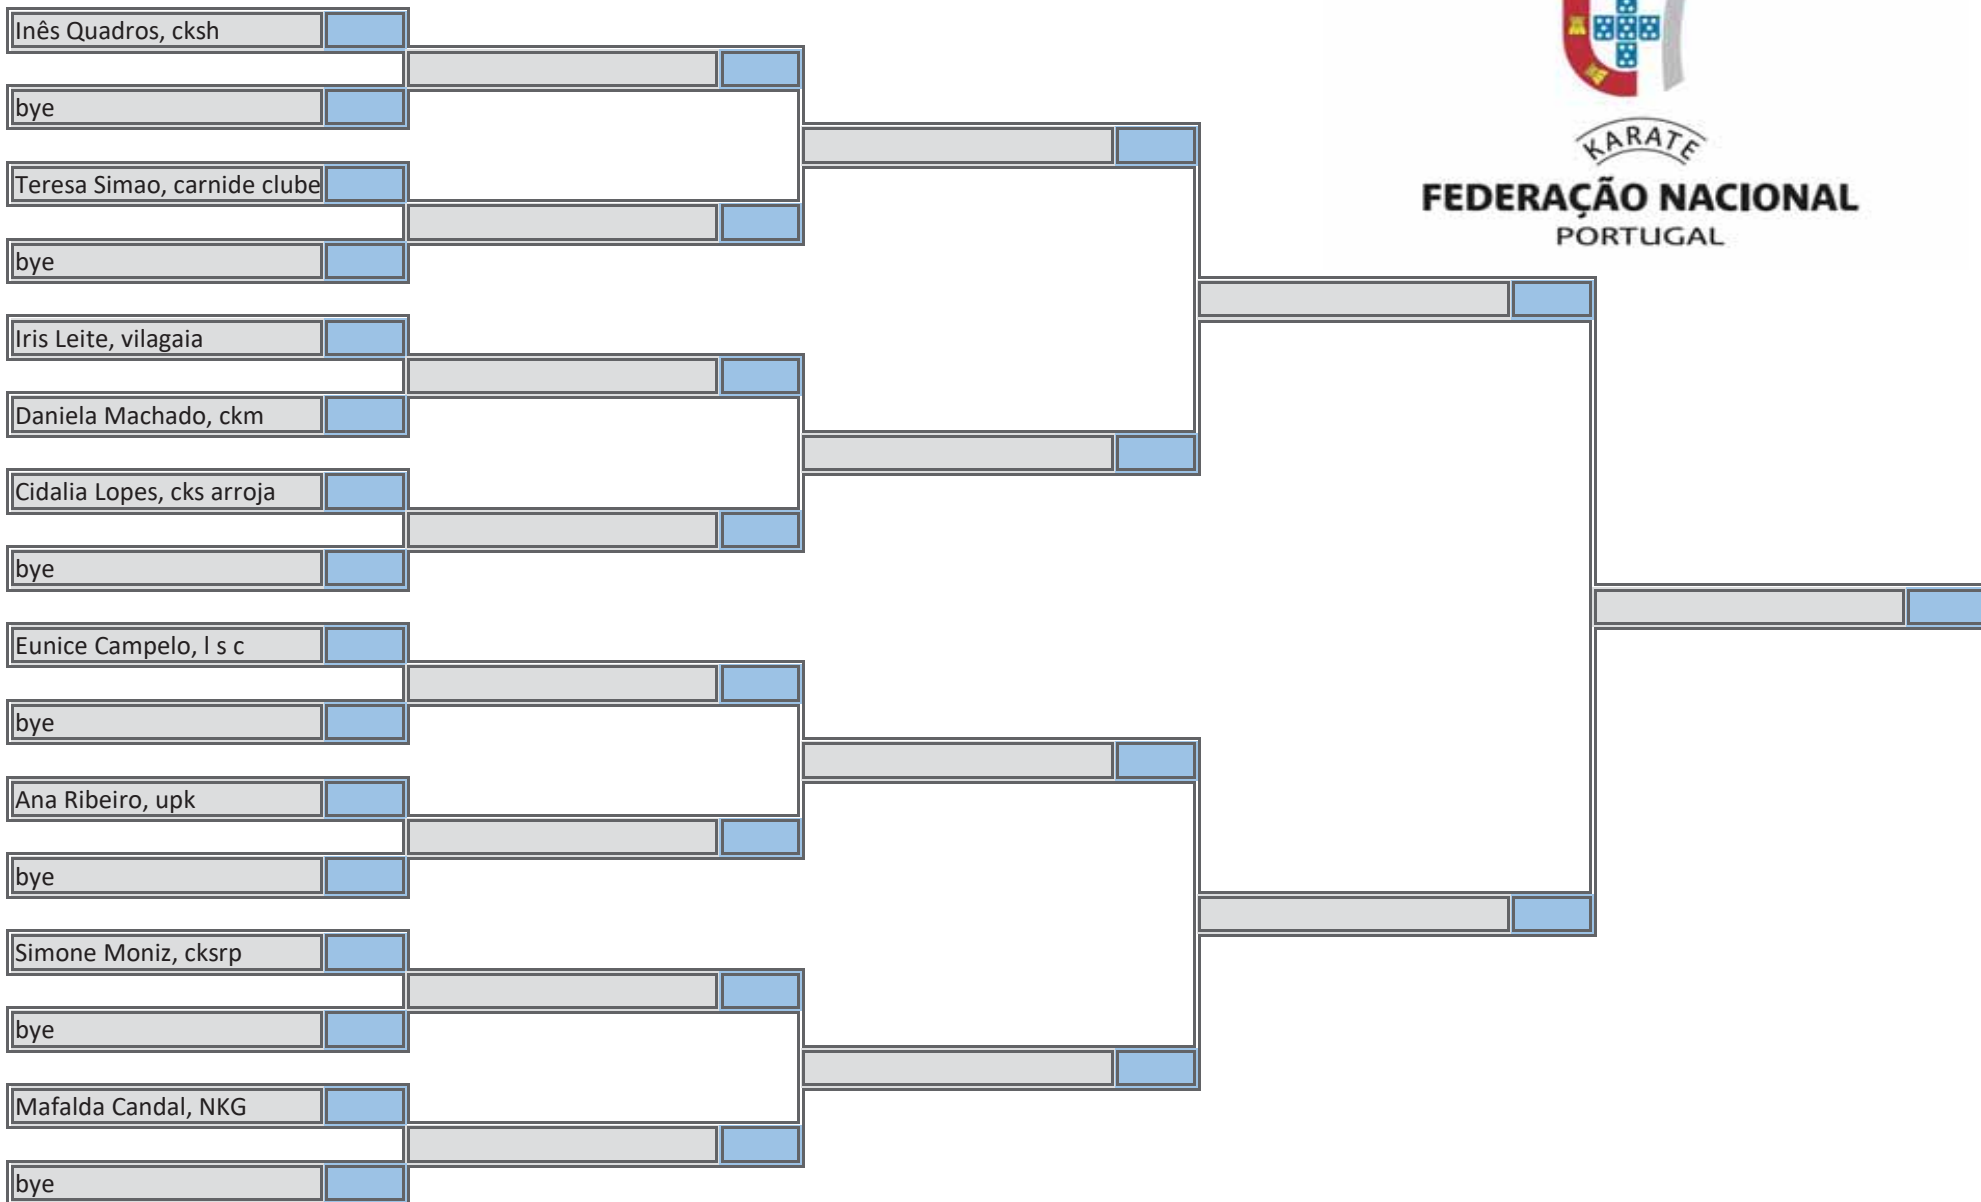 Inês Quadros, cksh
bye
Teresa Simao, carnide clube
bye
Iris Leite, vilagaia
Daniela Machado, ckm
Cidalia Lopes, cks arroja
bye
Eunice Campelo, l s c
bye
Ana Ribeiro, upk
bye
Simone Moniz, cksrp
bye
Mafalda Candal, NKG
bye
KARATE
FEDERAÇÃO NACIONAL
PORTUGAL